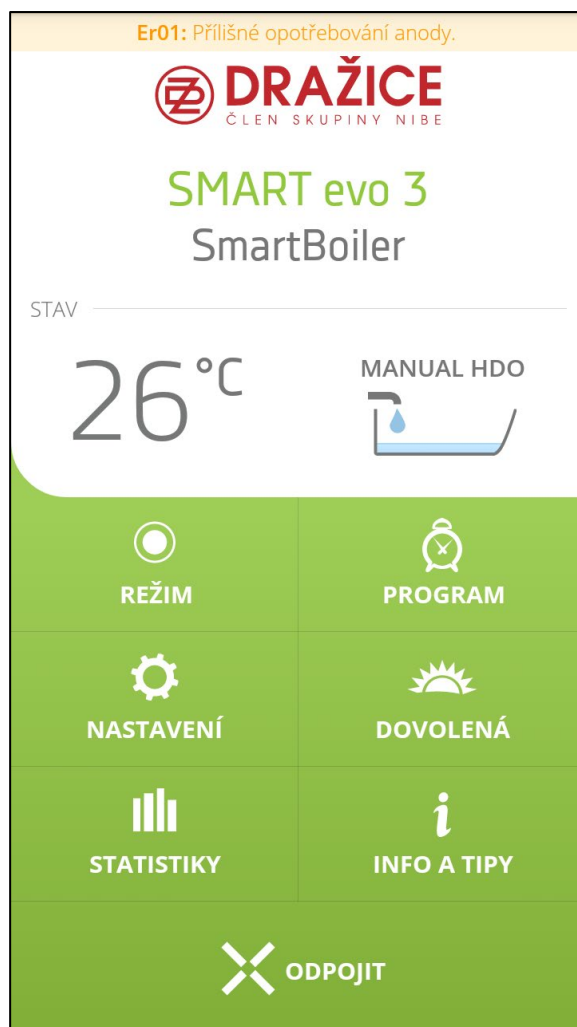 Er01: Přílišné opotřebování anody.
DRAŽICE
ČLEN SKUPINY NIBE
SMART evo 3
SmartBoiler
STAV
26°C
MANUAL HDO
REŽIM
PROGRAM
NASTAVENÍ
DOVOLENÁ
STATISTIKY
INFO A TIPY
ODPOJIT